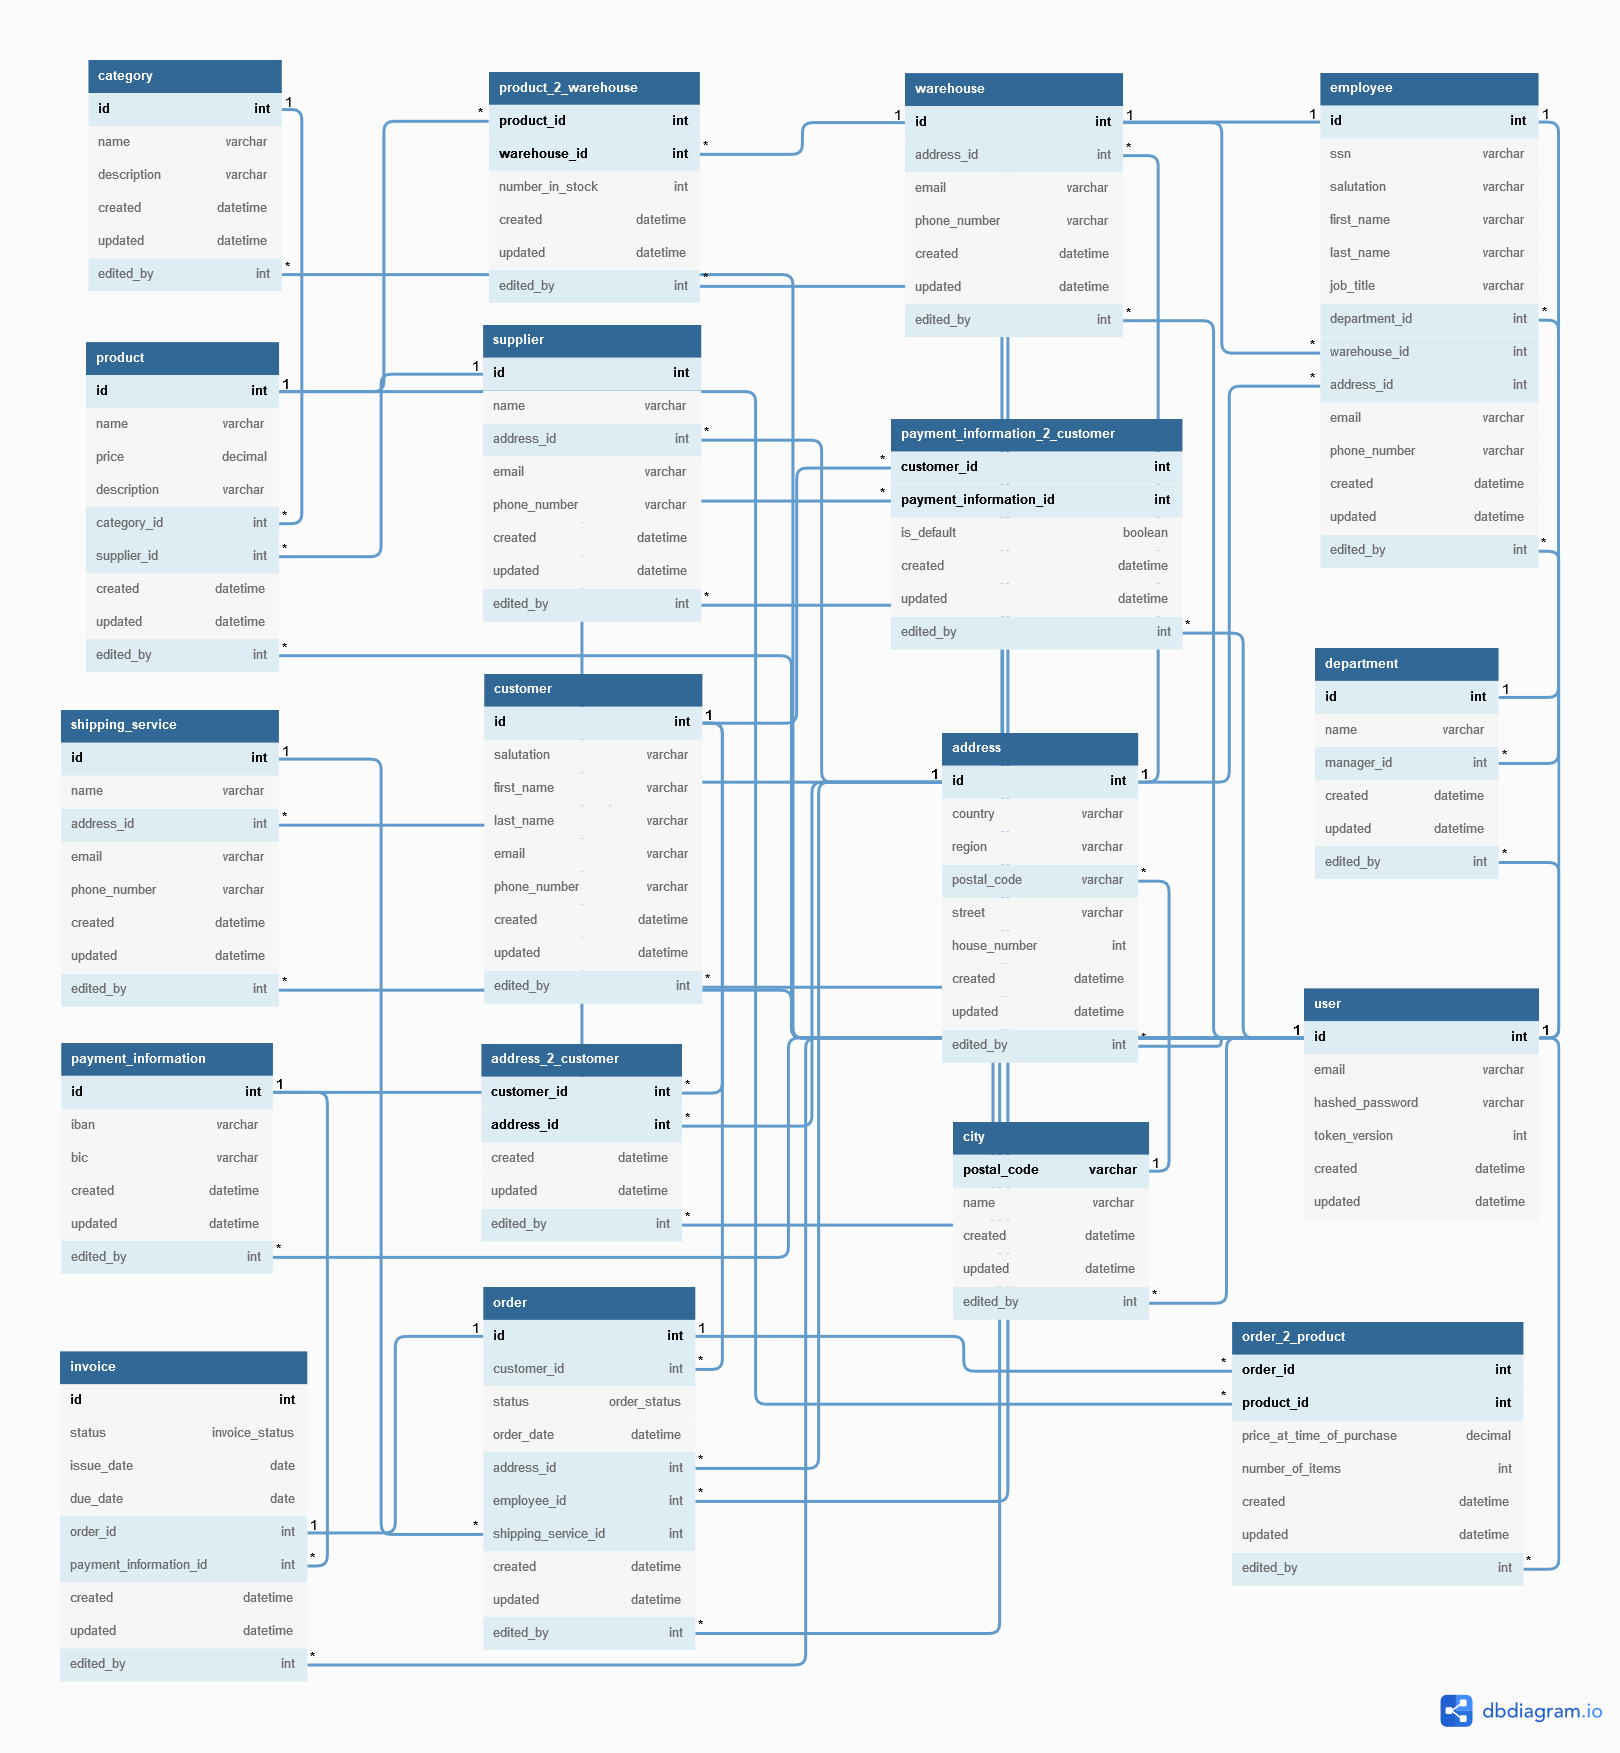 category
id int
name varchar
description varchar
created datetime
updated datetime
edited_by int
product_2_warehouse
product_id int
warehouse_id int
number_in_stock int
created datetime
updated datetime
edited_by int
warehouse
id int
address_id int
email varchar
phone_number varchar
created datetime
updated datetime
edited_by int
employee
id int
ssn varchar
salutation varchar
first_name varchar
last_name varchar
job_title varchar
department_id int
warehouse_id int
address_id int
email varchar
phone_number varchar
created datetime
updated datetime
edited_by int
product
id int
name varchar
price decimal
description varchar
category_id int
supplier_id int
created datetime
updated datetime
edited_by int
supplier
id int
name varchar
address_id int
email varchar
phone_number varchar
created datetime
updated datetime
edited_by int
payment_information_2_customer
customer_id int
payment_information_id int
is_default boolean
created datetime
updated datetime
edited_by int
department
id int
name varchar
manager_id int
created datetime
updated datetime
edited_by int
shipping_service
id int
name varchar
address_id int
email varchar
phone_number varchar
created datetime
updated datetime
edited_by int
customer
id int
salutation varchar
first_name varchar
last_name varchar
email varchar
phone_number varchar
created datetime
updated datetime
edited_by int
address
id int
country varchar
region varchar
postal_code varchar
street varchar
house_number int
created datetime
updated datetime
edited_by int
user
id int
email varchar
hashed_password varchar
token_version int
created datetime
updated datetime
payment_information
id int
iban varchar
bic varchar
created datetime
updated datetime
edited_by int
address_2_customer
customer_id int
address_id int
created datetime
updated datetime
edited_by int
city
postal_code varchar
name varchar
created datetime
updated datetime
edited_by int
invoice
id int
status invoice_status
issue_date date
due_date date
order_id int
payment_information_id int
created datetime
updated datetime
edited_by int
order
id int
customer_id int
status order_status
order_date datetime
address_id int
employee_id int
shipping_service_id int
created datetime
updated datetime
edited_by int
order_2_product
order_id int
product_id int
price_at_time_of_purchase decimal
number_of_items int
created datetime
updated datetime
edited_by int
dbdiagram.io